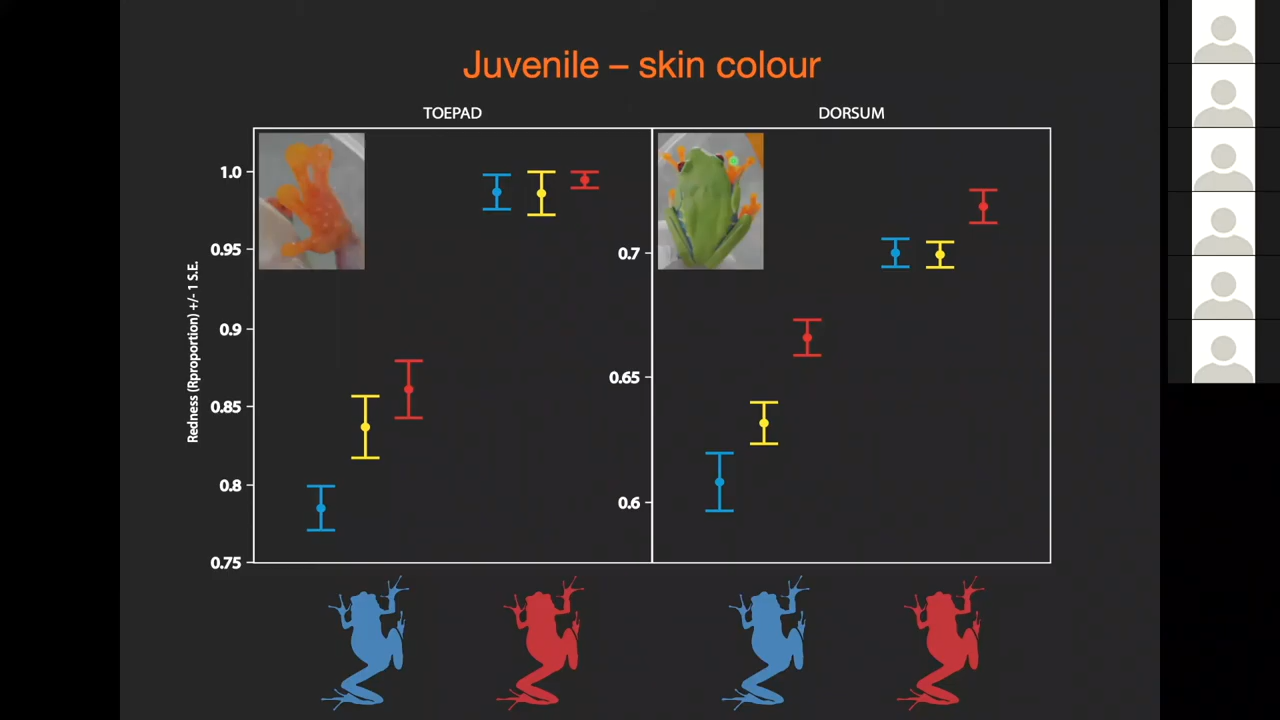 Juvenile – skin colour
TOEPAD
DORSUM
Redness (Rproportion) +/- 1 S.E.
1.0
0.95
0.9
0.85
0.8
0.75
0.7
0.65
0.6